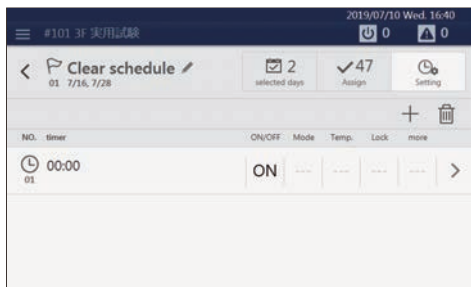 2019/07/10 Wed. 16:40
#101 3F 実用試験
0 0
Clear schedule
01 7/16, 7/28
2
selected days
47
Assign
Setting
NO. timer ON/OFF Mode Temp. Lock more
00:00 ON --- --- --- ---
01